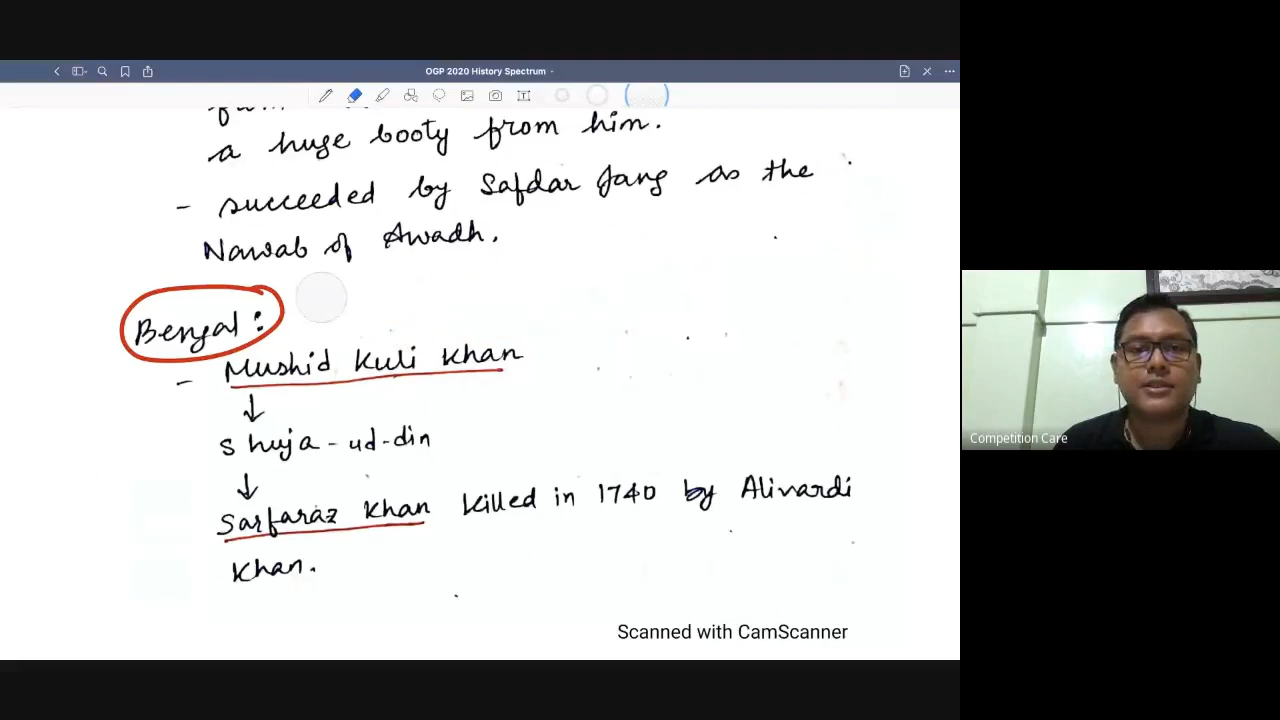 OGP 2020 History Spectrum
a huge booty from him.
- succeeded by Safdar Jang as the
Nawab of Awadh.
Bengal:
- Mushid Kuli Khan
↓
Shuja-ud-din
↓
Sarfaraz Khan killed in 1740 by Alivardi
Khan.
Scanned with CamScanner
Competition Care